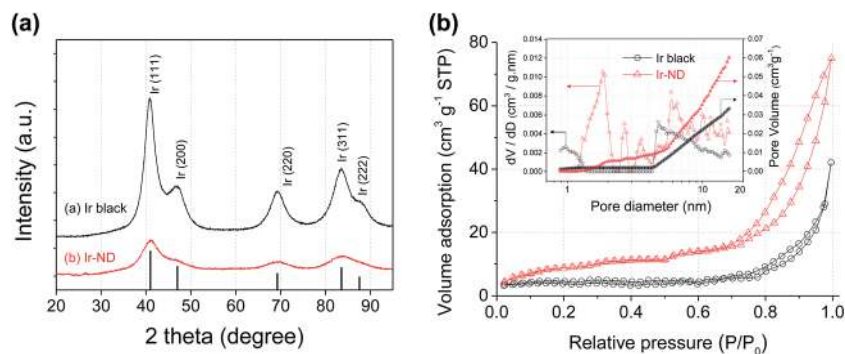 (a)
Intensity (a.u.)
Ir (111)
Ir (200)
Ir (220)
Ir (311)
Ir (222)
(a) Ir black
(b) Ir-ND
20 30 40 50 60 70 80 90
2 theta (degree)
(b)
Volume adsorption (cm³ g⁻¹ STP)
80
60
40
20
0
0.0 0.2 0.4 0.6 0.8 1.0
Relative pressure (P/P₀)
dV / dD (cm³ / g.nm)
0.012
0.010
0.008
0.006
0.004
0.002
0.000
Ir black
Ir-ND
0.07
0.06
0.05
0.04
0.03
0.02
0.01
0.00
Pore Volume (cm³g⁻¹)
1 10 20
Pore diameter (nm)